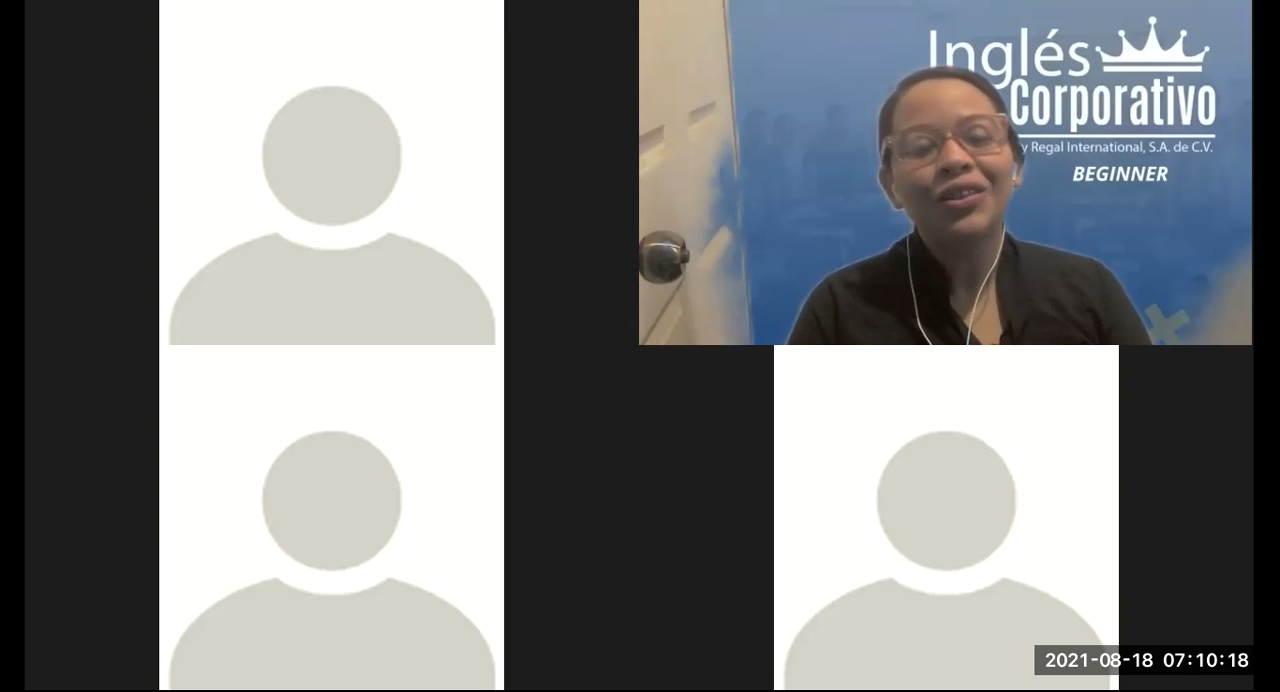 Inglés
Corporativo
y Regal International, S.A. de C.V.
BEGINNER
2021-08-18 07:10:18